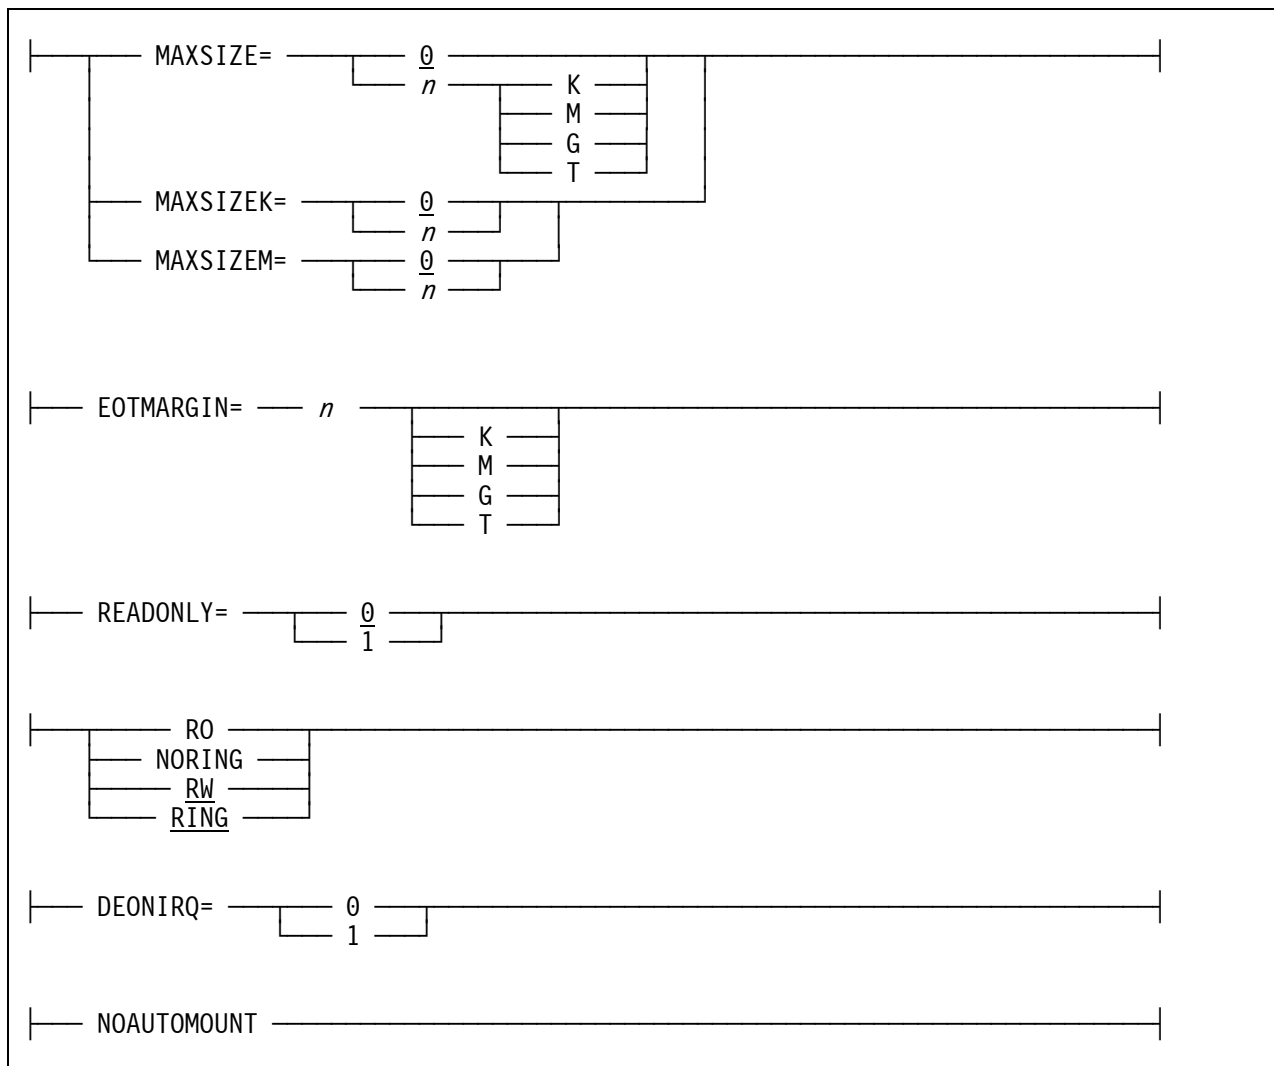 MAXSIZE= 0
n K
M
G
T
MAXSIZEK= 0
n
MAXSIZEM= 0
n
EOTMARGIN= n
K
M
G
T
READONLY= 0
1
RO
NORING
RW
RING
DEONIRQ= 0
1
NOAUTOMOUNT